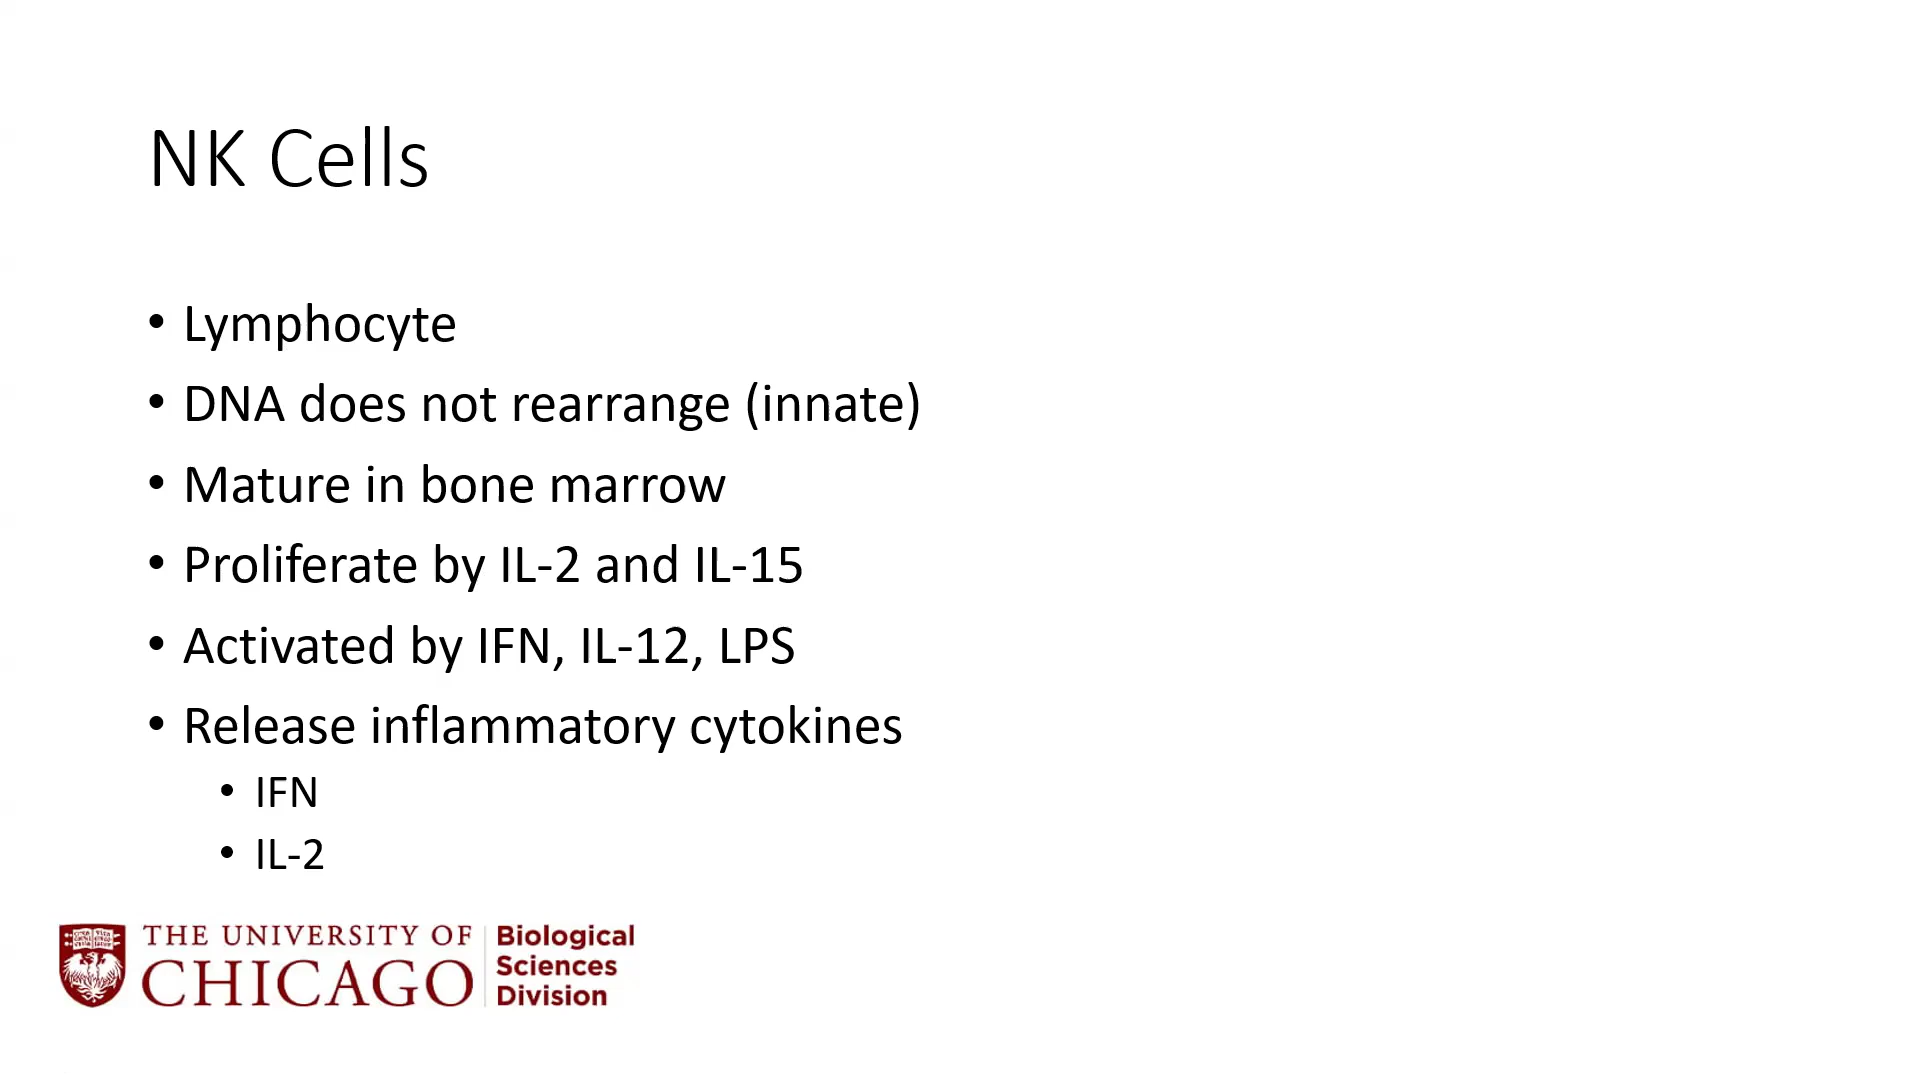 NK Cells
• Lymphocyte
• DNA does not rearrange (innate)
• Mature in bone marrow
• Proliferate by IL-2 and IL-15
• Activated by IFN, IL-12, LPS
• Release inflammatory cytokines
• IFN
• IL-2
THE UNIVERSITY OF
CHICAGO
Biological
Sciences
Division